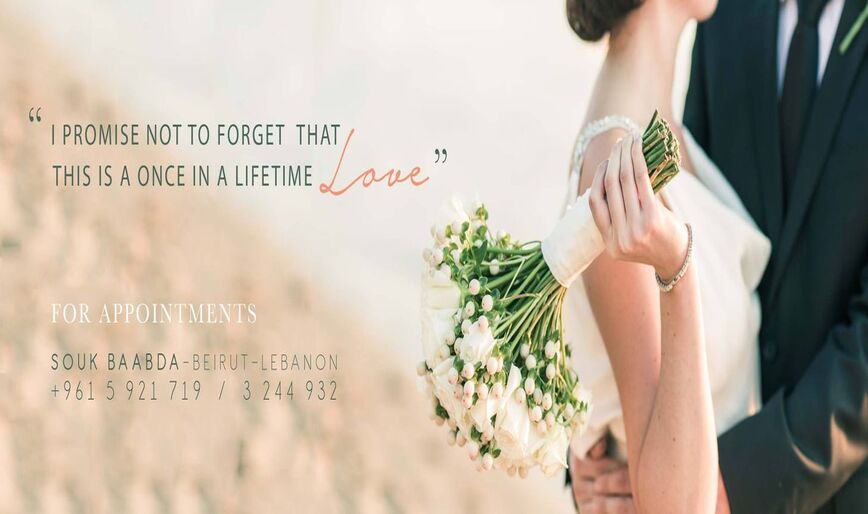 “ I PROMISE NOT TO FORGET THAT
THIS IS A ONCE IN A LIFETIME Love ”
FOR APPOINTMENTS
SOUK BAABDA-BEIRUT-LEBANON
+961 5 921 719 / 3 244 932